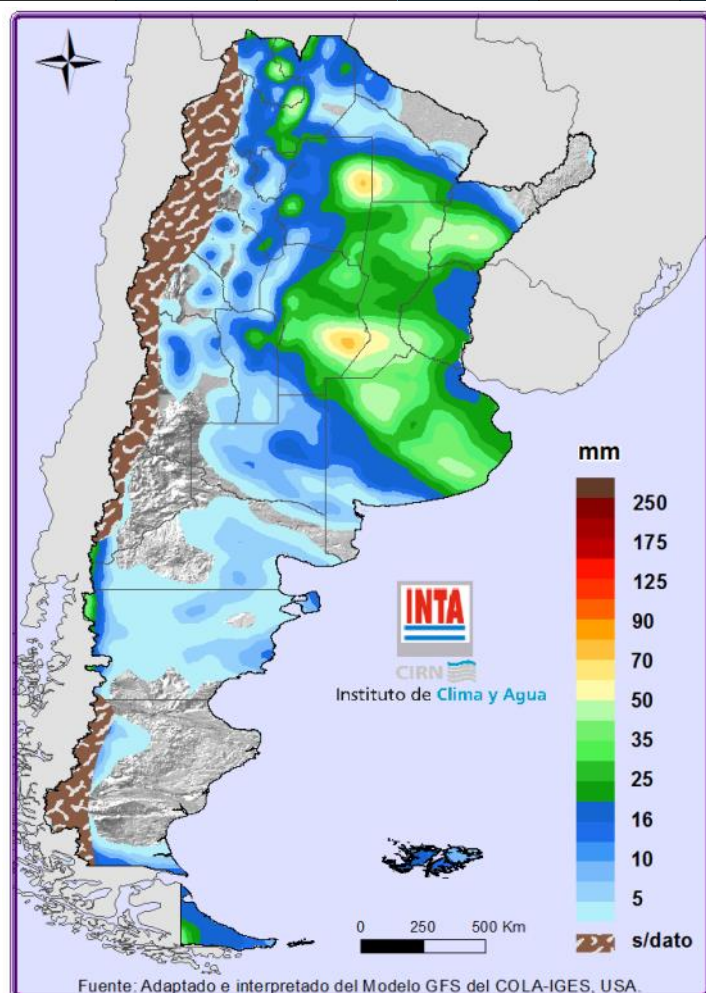 mm
250
175
125
90
70
50
35
25
16
10
5
s/dato
INTA
CIRN
Instituto de Clima y Agua
0 250 500 Km
Fuente: Adaptado e interpretado del Modelo GFS del COLA-IGES, USA.